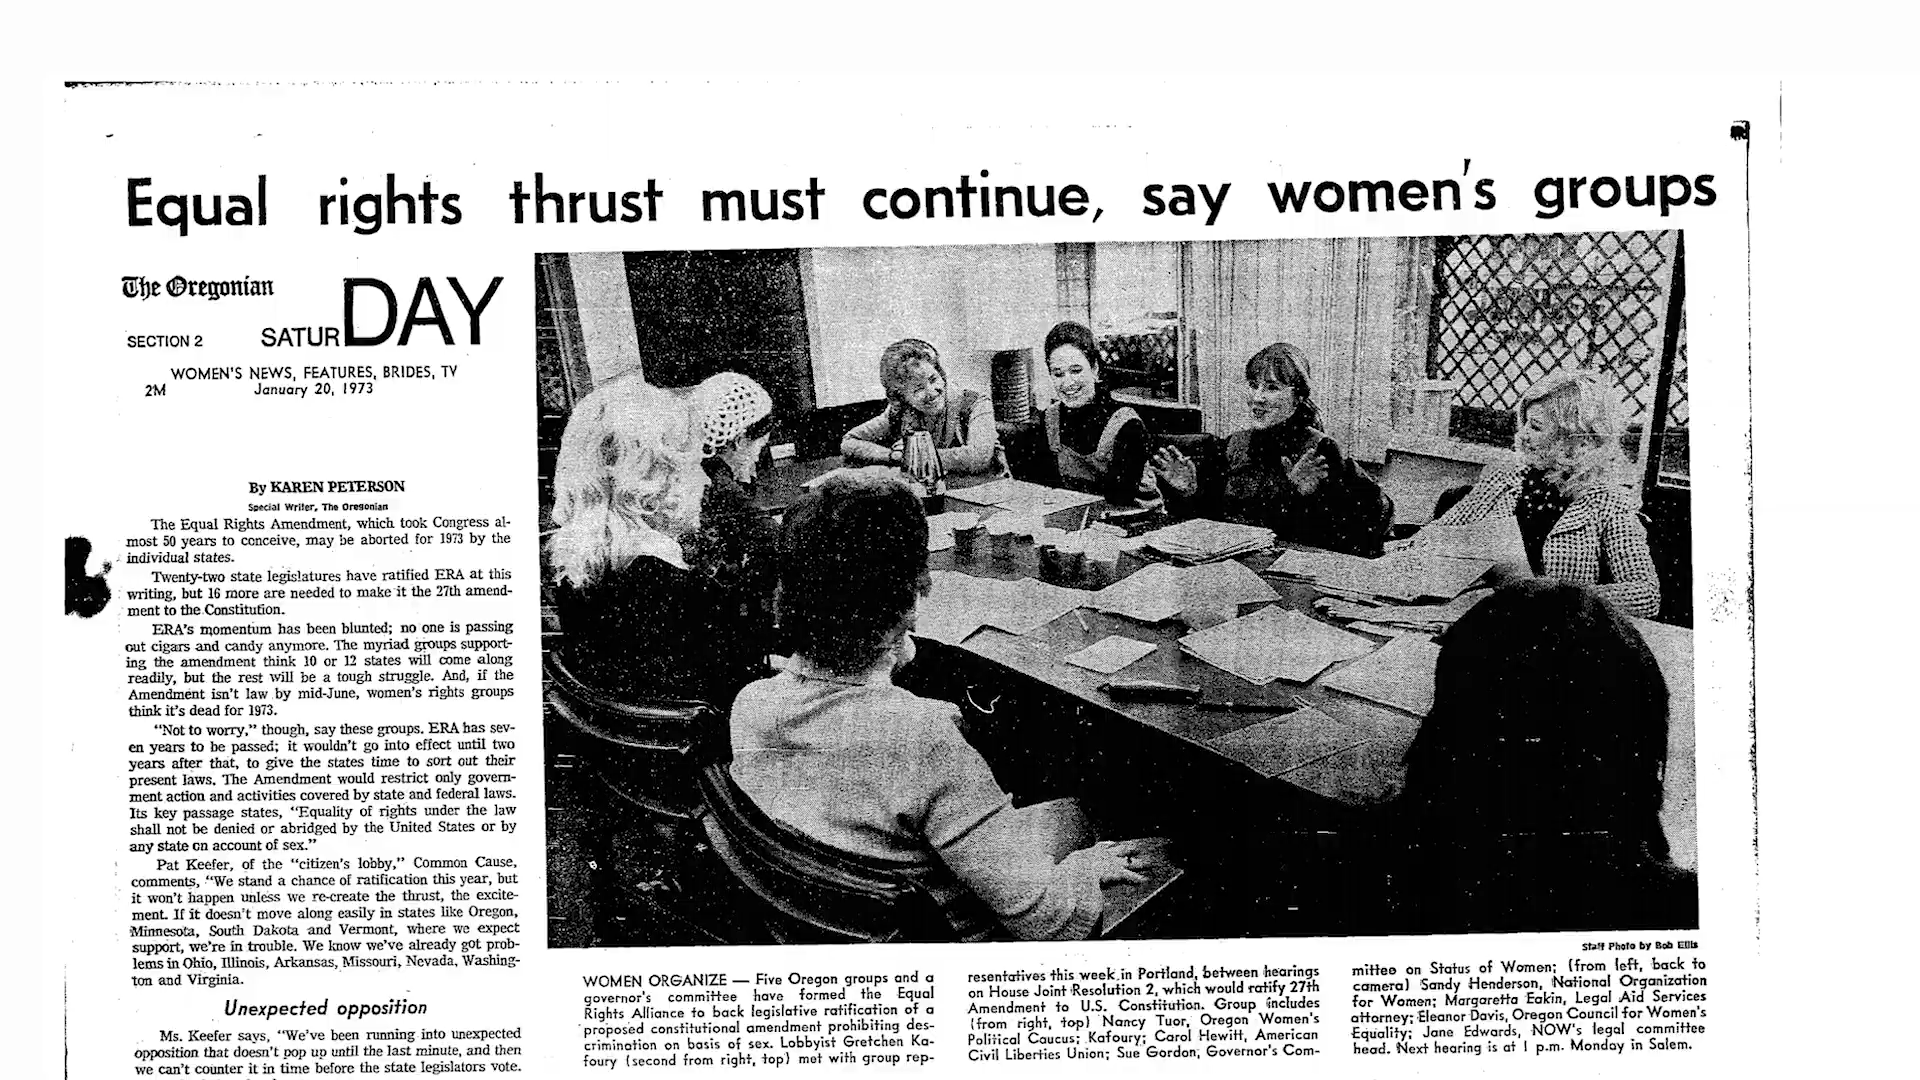 Equal rights thrust must continue, say women's groups
The Oregonian
SECTION 2
SATURDAY
WOMEN'S NEWS, FEATURES, BRIDES, TV
2M
January 20, 1973
By KAREN PETERSON
Special Writer, The Oregonian
The Equal Rights Amendment, which took Congress al-
most 50 years to conceive, may be aborted for 1973 by the
individual states.
Twenty-two state legislatures have ratified ERA at this
writing, but 16 more are needed to make it the 27th amend-
ment to the Constitution.
ERA's momentum has been blunted; no one is passing
out cigars and candy anymore. The myriad groups support-
ing the amendment think 10 or 12 states will come along
readily, but the rest will be a tough struggle. And, if the
Amendment isn't law by mid-June, women's rights groups
think it's dead for 1973.
"Not to worry," though, say these groups. ERA has sev-
en years to be passed; it wouldn't go into effect until two
years after that, to give the states time to sort out their
present laws. The Amendment would restrict only govern-
ment action and activities covered by state and federal laws.
Its key passage states, "Equality of rights under the law
shall not be denied or abridged by the United States or by
any state on account of sex."
Pat Keefer, of the "citizen's lobby," Common Cause,
comments, "We stand a chance of ratification this year, but
it won't happen unless we re-create the thrust, the excite-
ment. If it doesn't move along easily in states like Oregon,
Minnesota, South Dakota and Vermont, where we expect
support, we're in trouble. We know we've already got prob-
lems in Ohio, Illinois, Arkansas, Missouri, Nevada, Washing-
ton and Virginia.
Unexpected opposition
Ms. Keefer says, "We've been running into unexpected
opposition that doesn't pop up until the last minute, and then
we can't counter it in time before the state legislators vote.
Staff Photo by Bob Ellis
WOMEN ORGANIZE — Five Oregon groups and a
governor's committee have formed the Equal
Rights Alliance to back legislative ratification of a
proposed constitutional amendment prohibiting des-
crimination on basis of sex. Lobbyist Gretchen Ka-
foury (second from right, top) met with group rep-
resentatives this week in Portland, between hearings
on House Joint Resolution 2, which would ratify 27th
Amendment to U.S. Constitution. Group includes
(from right, top) Nancy Tuor, Oregon Women's
Political Caucus; Kafoury; Carol Hewitt, American
Civil Liberties Union; Sue Gordon, Governor's Com-
mittee on Status of Women; (from left, back to
camera) Sandy Henderson, National Organization
for Women; Margaretta Eakin, Legal Aid Services
attorney; Eleanor Davis, Oregon Council for Women's
Equality; Jane Edwards, NOW's legal committee
head. Next hearing is at 1 p.m. Monday in Salem.